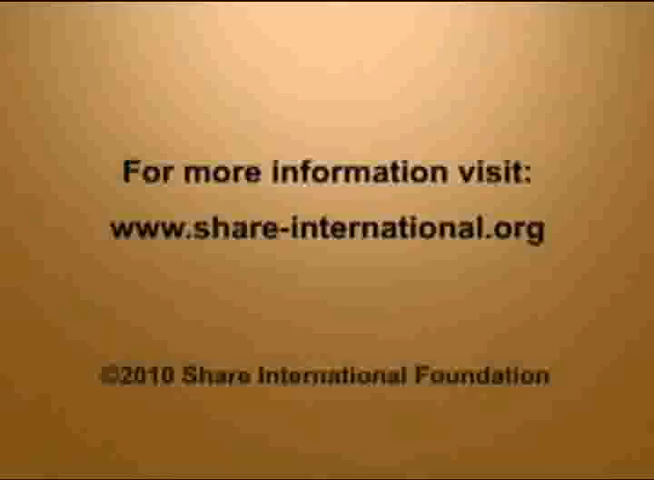 For more information visit:
www.share-international.org
©2010 Share International Foundation